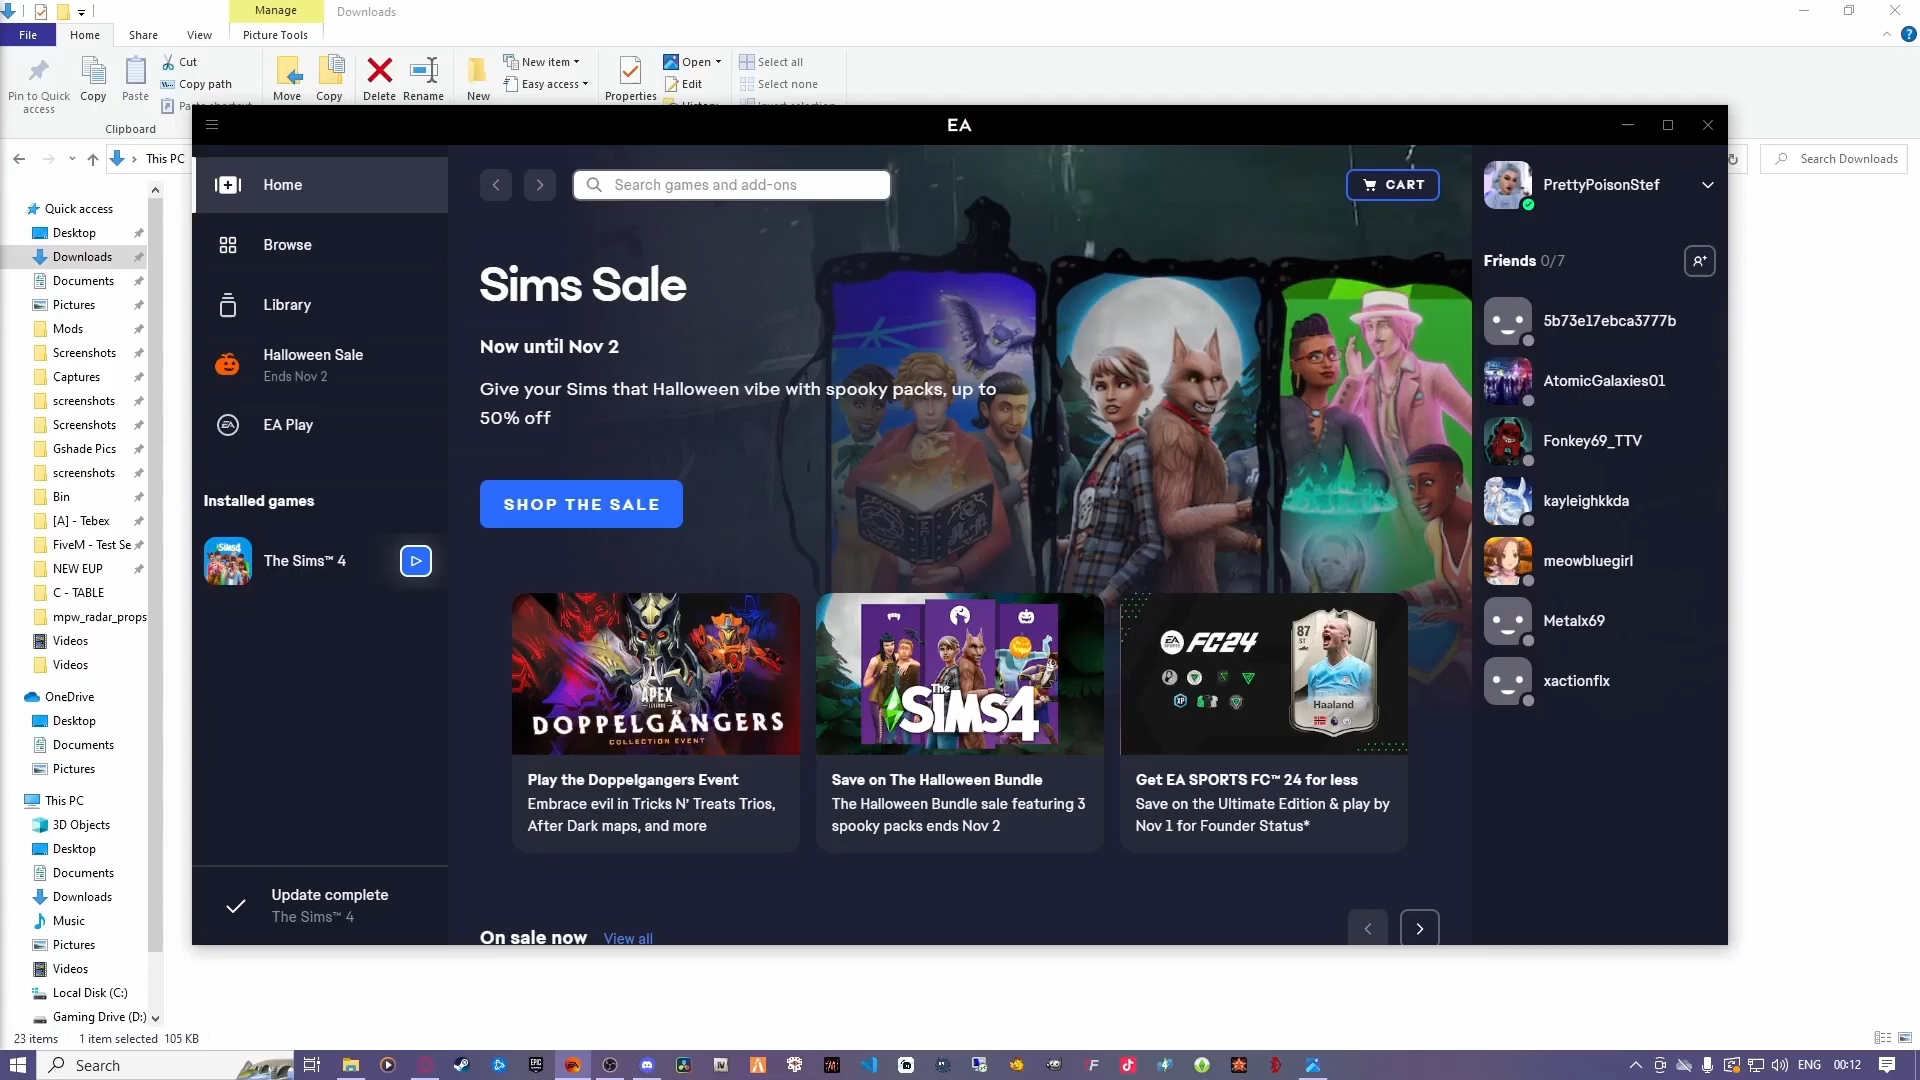 Manage
Downloads
File
Home
Share
View
Picture Tools
Pin to Quick
access
Copy
Paste
Cut
Copy path
Clipboard
Move
Copy
Delete
Rename
New
New item
Easy access
Properties
Open
Edit
History
Select all
Select none
Invert selection
This PC
Search Downloads
Quick access
Desktop
Downloads
Documents
Pictures
Mods
Screenshots
Captures
screenshots
Screenshots
Gshade Pics
screenshots
Bin
[A] - Tebex
FiveM - Test Se
NEW EUP
C - TABLE
mpw_radar_props
Videos
Videos
OneDrive
Desktop
Documents
Pictures
This PC
3D Objects
Desktop
Documents
Downloads
Music
Pictures
Videos
Local Disk (C:)
Gaming Drive (D:)
23 items
1 item selected 105 KB
EA
Home
Browse
Library
Halloween Sale
Ends Nov 2
EA Play
Installed games
The Sims™ 4
Update complete
The Sims™ 4
Search games and add-ons
CART
Sims Sale
Now until Nov 2
Give your Sims that Halloween vibe with spooky packs, up to
50% off
SHOP THE SALE
APEX
LEGENDS
DOPPELGÄNGERS
COLLECTION EVENT
Play the Doppelgangers Event
Embrace evil in Tricks N’ Treats Trios,
After Dark maps, and more
The
SIMS4
Save on The Halloween Bundle
The Halloween Bundle sale featuring 3
spooky packs ends Nov 2
EA SPORTS
FC24
87
ST
XP
Haaland
Get EA SPORTS FC™ 24 for less
Save on the Ultimate Edition & play by
Nov 1 for Founder Status*
On sale now
View all
PrettyPoisonStef
Friends 0/7
5b73e17ebca3777b
AtomicGalaxies01
Fonkey69_TTV
kayleighkkda
meowbluegirl
Metalx69
xactionflx
Search
ENG
00:12